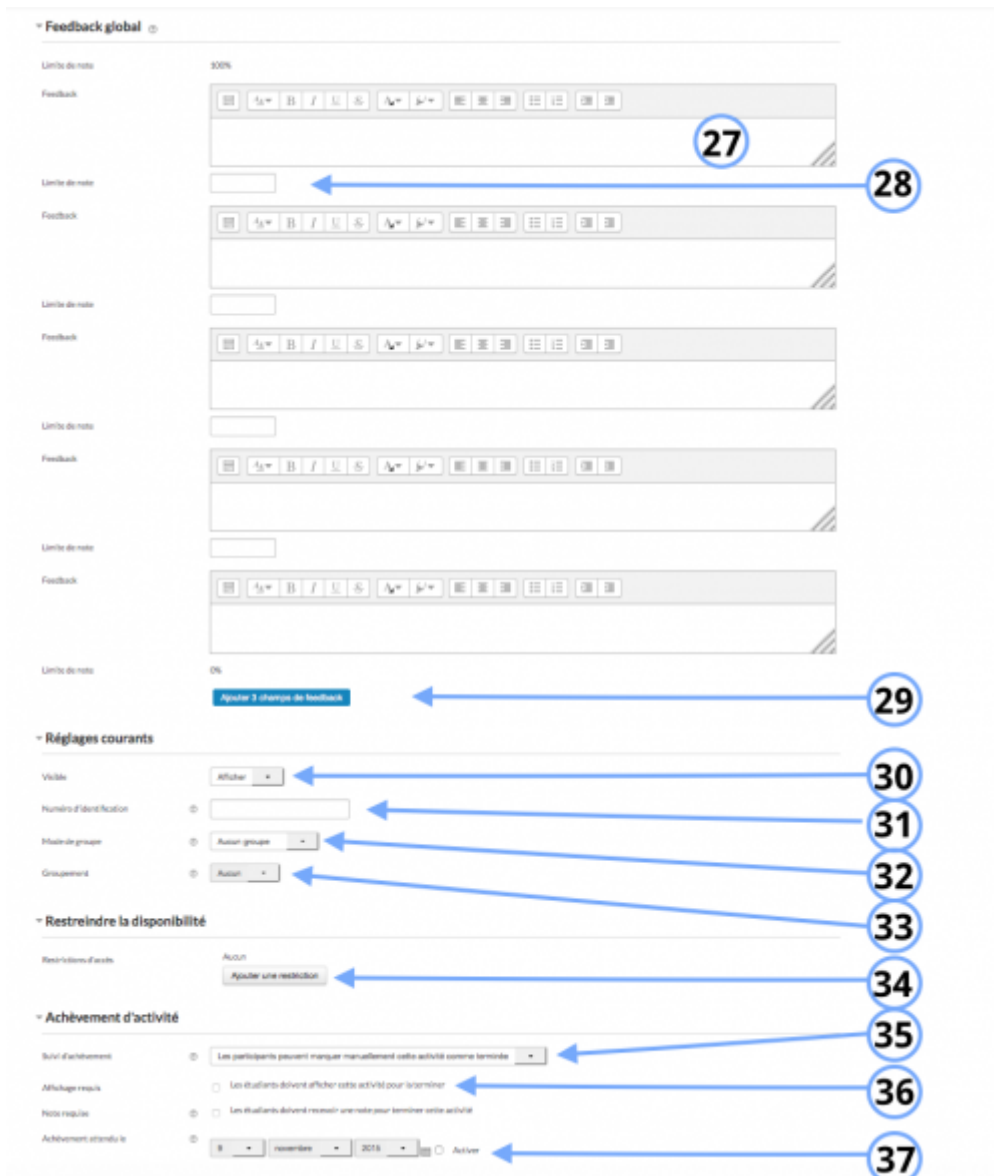 Feedback global
Limite de note 100%
Feedback
B I U S
27
Limite de note
28
Feedback
B I U S
Limite de note
Feedback
B I U S
Limite de note
Feedback
B I U S
Limite de note
Feedback
B I U S
Limite de note 0%
Ajouter 3 champs de feedback
29
Réglages courants
Visible Afficher
30
Numéro d'identification
31
Mode de groupe Aucun groupe
32
Groupement Aucun
33
Restreindre la disponibilité
Restrictions d'accès Aucun
Ajouter une restriction
34
Achèvement d'activité
35
Suivi d'achèvement Les participants peuvent marquer manuellement cette activité comme terminée
Affichage requis Les étudiants doivent afficher cette activité pour la terminer
36
Note requise Les étudiants doivent recevoir une note pour terminer cette activité
Achèvement attendu le novembre Activer
37